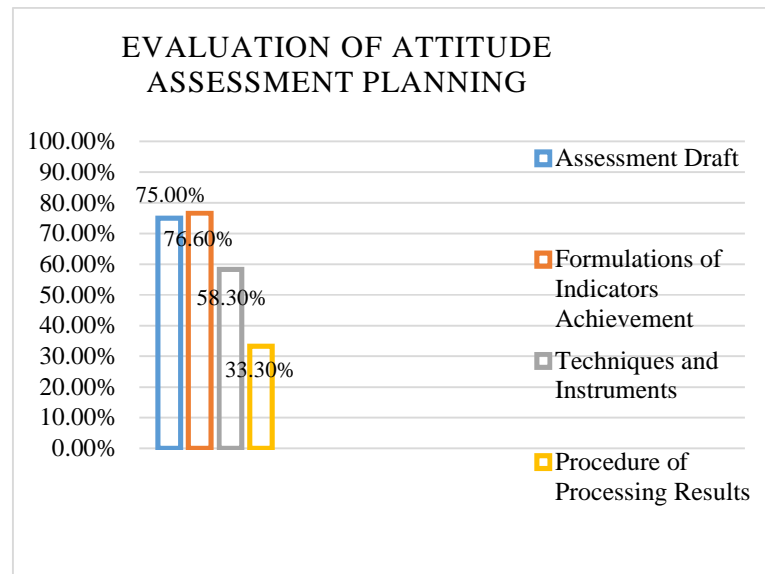 EVALUATION OF ATTITUDE
ASSESSMENT PLANNING
100.00%
90.00%
80.00%
70.00%
60.00%
50.00%
40.00%
30.00%
20.00%
10.00%
0.00%
75.00%
76.60%
58.30%
33.30%
Assessment Draft
Formulations of
Indicators
Achievement
Techniques and
Instruments
Procedure of
Processing Results